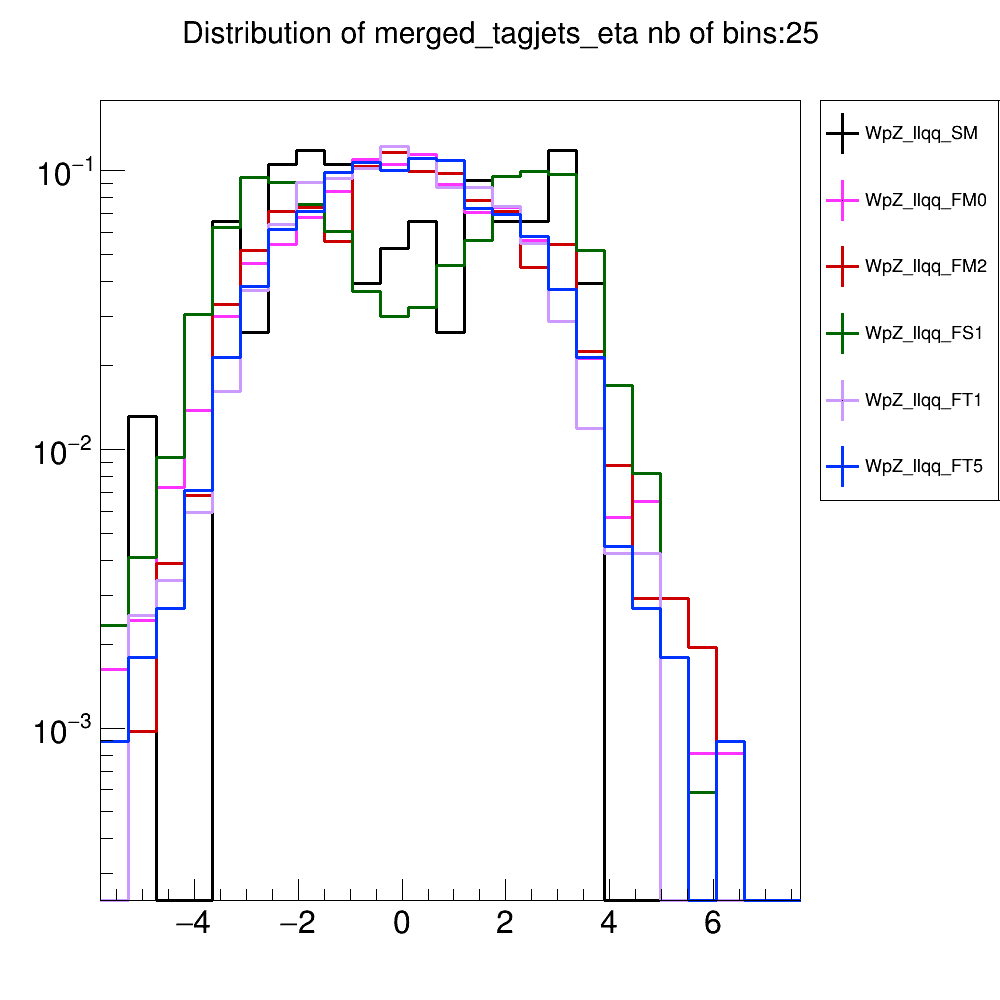 Distribution of merged_tagjets_eta nb of bins:25
10−1
10−2
10−3
−4 −2 0 2 4 6
WpZ_llqq_SM
WpZ_llqq_FM0
WpZ_llqq_FM2
WpZ_llqq_FS1
WpZ_llqq_FT1
WpZ_llqq_FT5